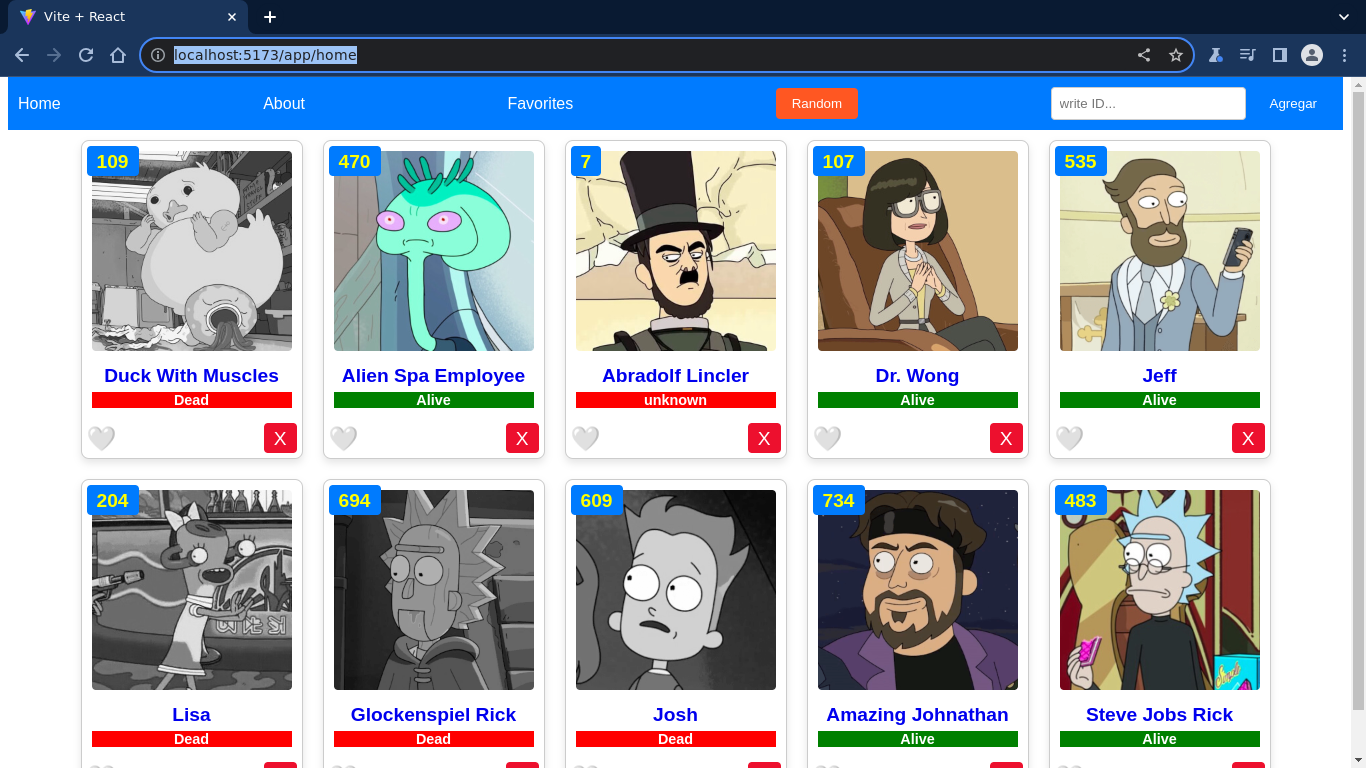 Vite + React
localhost:5173/app/home
Home About Favorites Random write ID... Agregar
109 470 7 107 535
Duck With Muscles Alien Spa Employee Abradolf Lincler Dr. Wong Jeff
Dead Alive unknown Alive Alive
X X X X X
204 694 609 734 483
Lisa Glockenspiel Rick Josh Amazing Johnathan Steve Jobs Rick
Dead Dead Dead Alive Alive